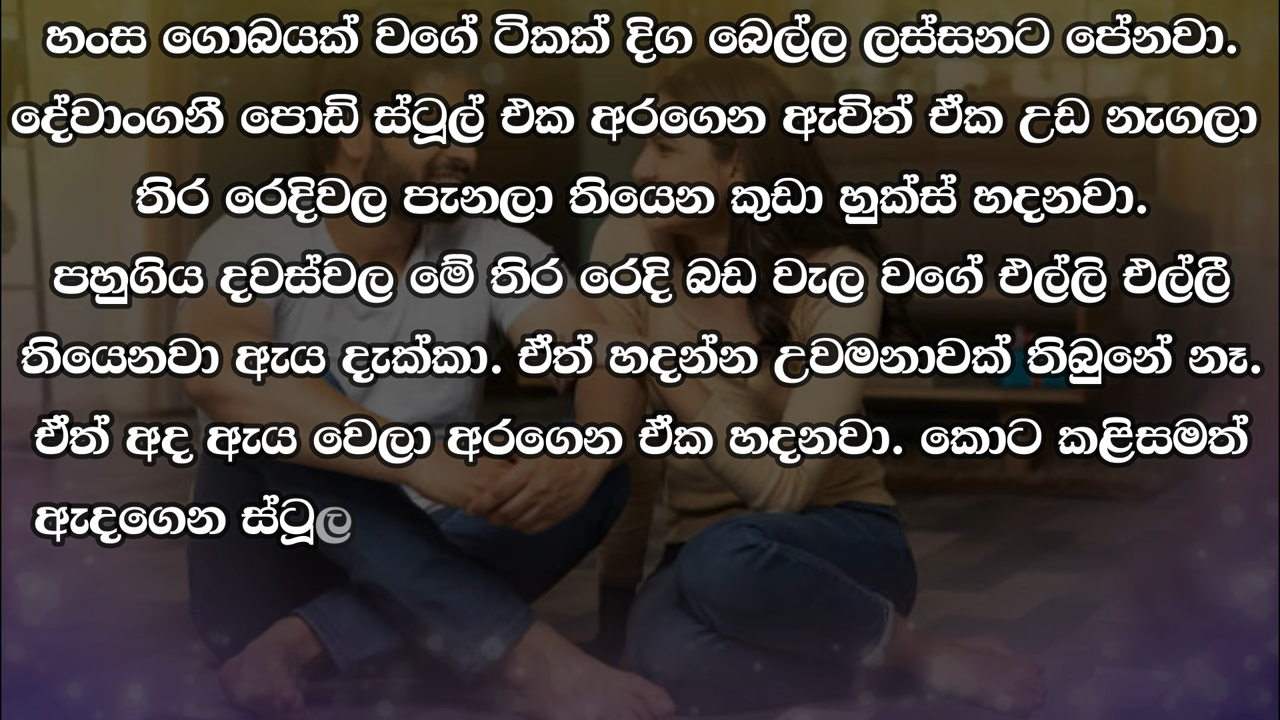 හංස ගොබයක් වගේ ටිකක් දිග බෙල්ල ලස්සනට පේනවා.
දේවාංගනී පොඩි ස්ටූල් එක අරගෙන ඇවිත් ඒක උඩ නැගලා
තිර රෙදිවල පැනලා තියෙන කුඩා හුක්ස් හදනවා.
පහුගිය දවස්වල මේ තිර රෙදි බඩ වැල වගේ එල්ලි එල්ලී
තියෙනවා ඇය දැක්කා. ඒත් හදන්න උවමනාවක් තිබුනේ නෑ.
ඒත් අද ඇය වෙලා අරගෙන ඒක හදනවා. කොට කළිසමත්
ඇදගෙන ස්ටූල